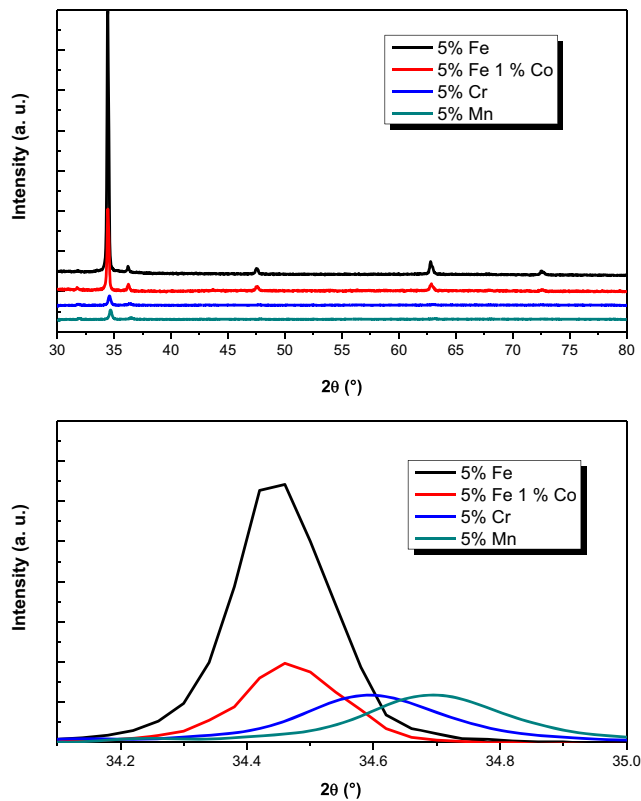 Intensity (a. u.)
5% Fe
5% Fe 1 % Co
5% Cr
5% Mn
30 35 40 45 50 55 60 65 70 75 80
2θ (°)
Intensity (a. u.)
5% Fe
5% Fe 1 % Co
5% Cr
5% Mn
34.2 34.4 34.6 34.8 35.0
2θ (°)